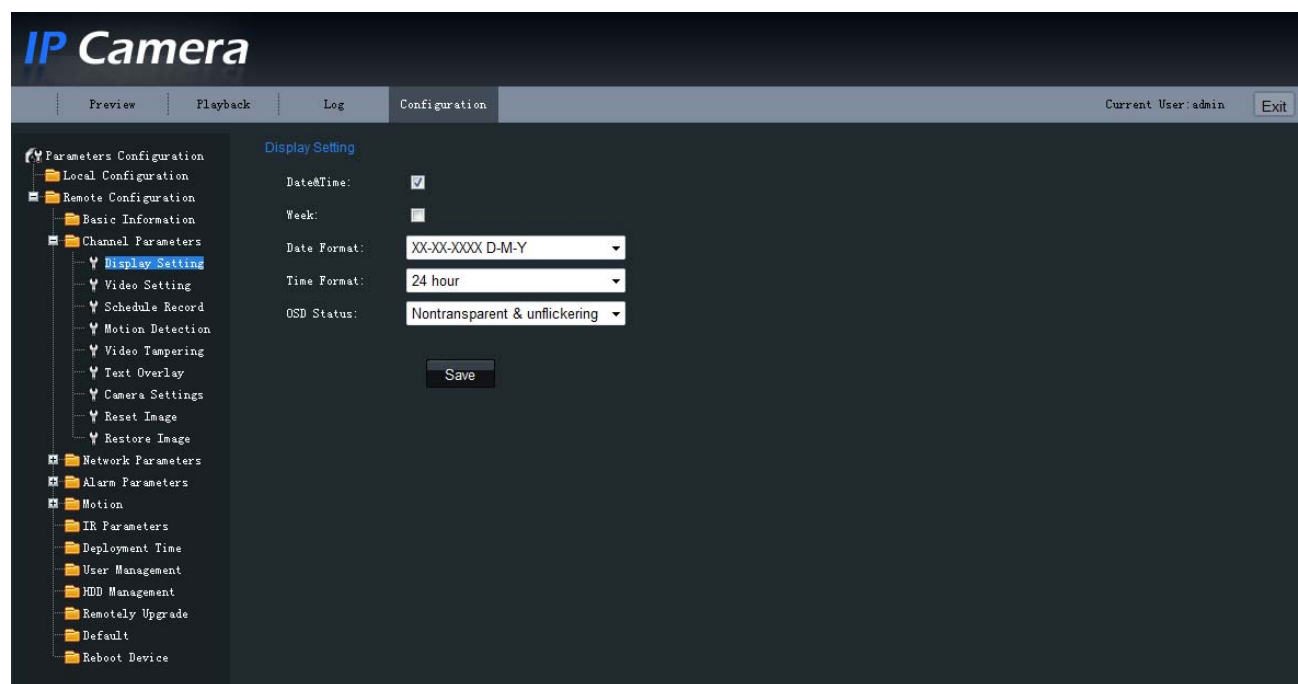 IP Camera
Preview Playback Log Configuration Current User:admin Exit
Parameters Configuration
Local Configuration
Remote Configuration
Basic Information
Channel Parameters
Display Setting
Video Setting
Schedule Record
Motion Detection
Video Tampering
Text Overlay
Camera Settings
Reset Image
Restore Image
Network Parameters
Alarm Parameters
Motion
IR Parameters
Deployment Time
User Management
HDD Management
Remotely Upgrade
Default
Reboot Device
Display Setting
Date&Time:
Week:
Date Format: XX-XX-XXXX D-M-Y
Time Format: 24 hour
OSD Status: Nontransparent & unflickering
Save